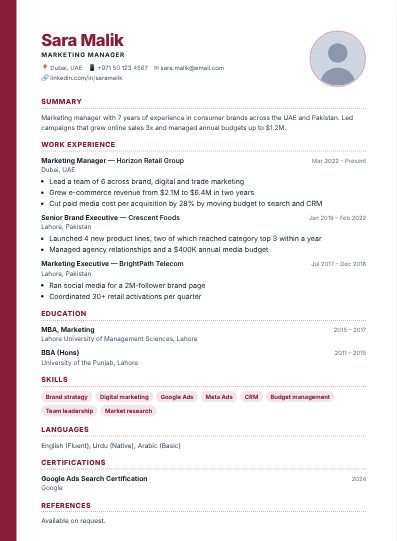 Sara Malik
MARKETING MANAGER
📍 Dubai, UAE 📱 +971 50 123 4567 ✉ sara.malik@email.com
🔗 linkedin.com/in/saramalik
SUMMARY
Marketing manager with 7 years of experience in consumer brands across the UAE and Pakistan. Led
campaigns that grew online sales 3x and managed annual budgets up to $1.2M.
WORK EXPERIENCE
Marketing Manager — Horizon Retail Group Mar 2022 – Present
Dubai, UAE
• Lead a team of 6 across brand, digital and trade marketing
• Grew e-commerce revenue from $2.1M to $6.4M in two years
• Cut paid media cost per acquisition by 28% by moving budget to search and CRM
Senior Brand Executive — Crescent Foods Jan 2019 – Feb 2022
Lahore, Pakistan
• Launched 4 new product lines, two of which reached category top 3 within a year
• Managed agency relationships and a $400K annual media budget
Marketing Executive — BrightPath Telecom Jul 2017 – Dec 2018
Lahore, Pakistan
• Ran social media for a 2M-follower brand page
• Coordinated 30+ retail activations per quarter
EDUCATION
MBA, Marketing 2015 – 2017
Lahore University of Management Sciences, Lahore
BBA (Hons) 2011 – 2015
University of the Punjab, Lahore
SKILLS
Brand strategy Digital marketing Google Ads Meta Ads CRM Budget management
Team leadership Market research
LANGUAGES
English (Fluent), Urdu (Native), Arabic (Basic)
CERTIFICATIONS
Google Ads Search Certification 2024
Google
REFERENCES
Available on request.